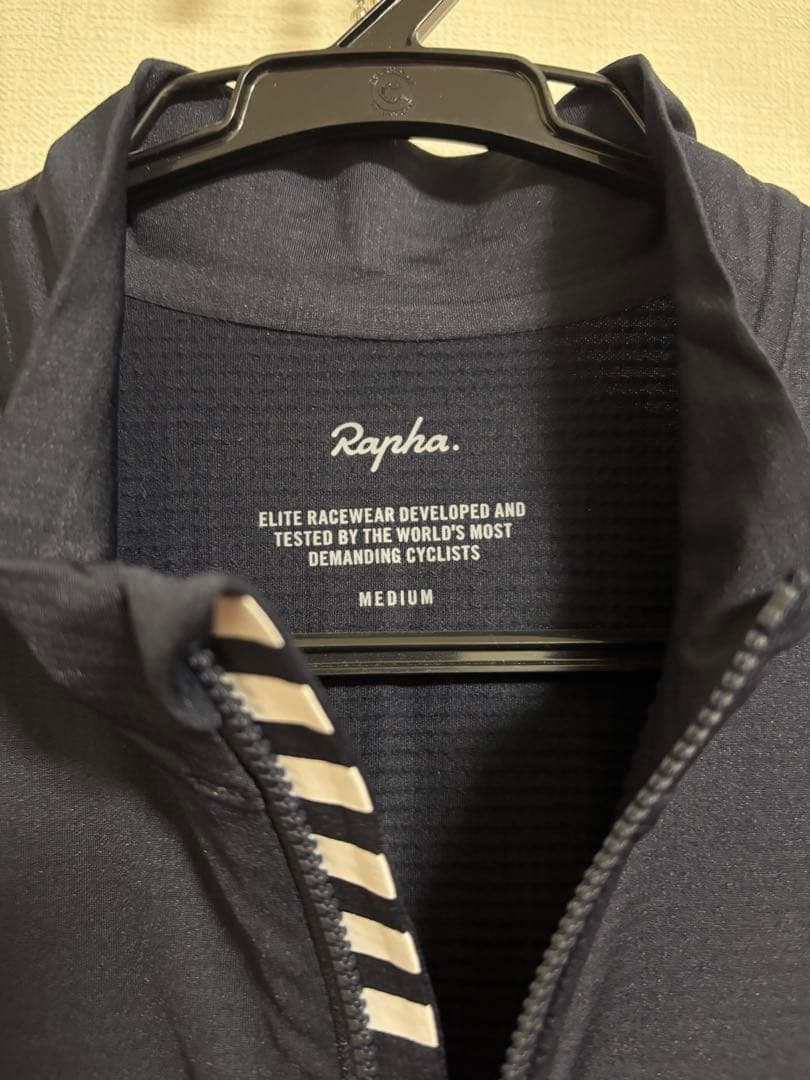 Rapha.
ELITE RACEWEAR DEVELOPED AND
TESTED BY THE WORLD'S MOST
DEMANDING CYCLISTS
MEDIUM